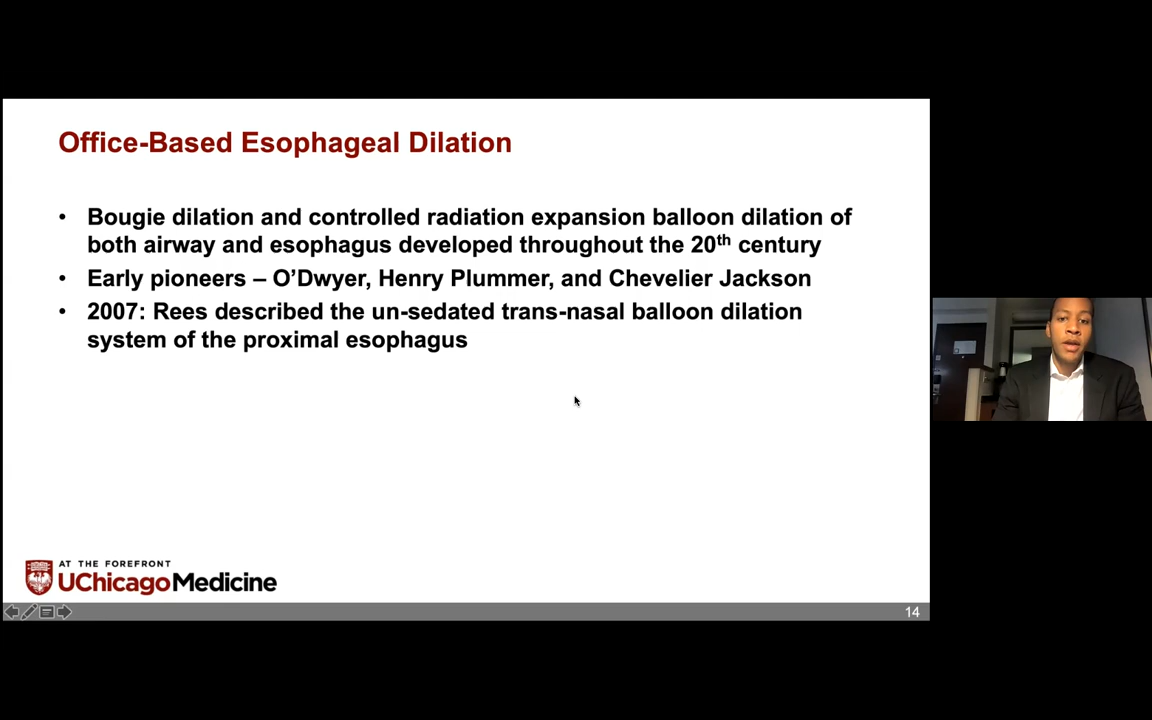 Office-Based Esophageal Dilation
• Bougie dilation and controlled radiation expansion balloon dilation of
both airway and esophagus developed throughout the 20th century
• Early pioneers – O’Dwyer, Henry Plummer, and Chevelier Jackson
• 2007: Rees described the un-sedated trans-nasal balloon dilation
system of the proximal esophagus
AT THE FOREFRONT
UChicagoMedicine
14